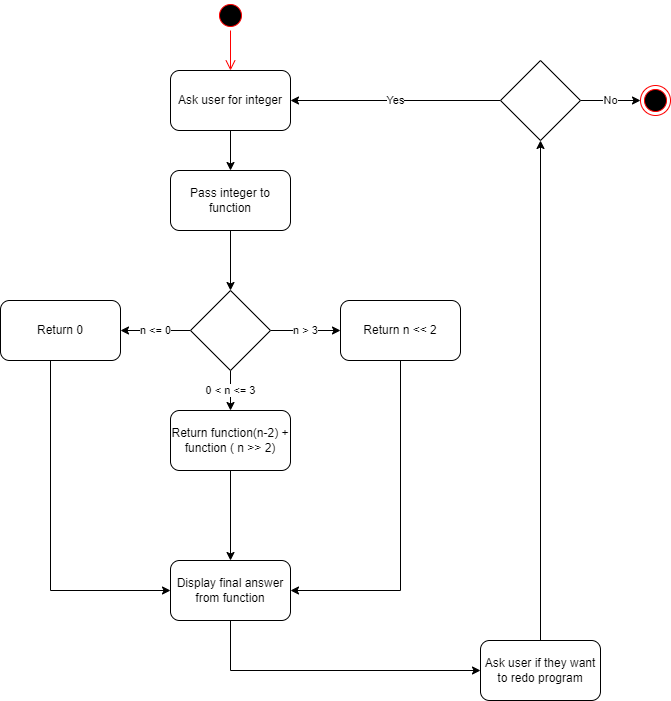 Ask user for integer
Yes
No
Pass integer to
function
Return 0
n <= 0
n > 3
Return n << 2
0 < n <= 3
Return function(n-2) +
function ( n >> 2)
Display final answer
from function
Ask user if they want
to redo program